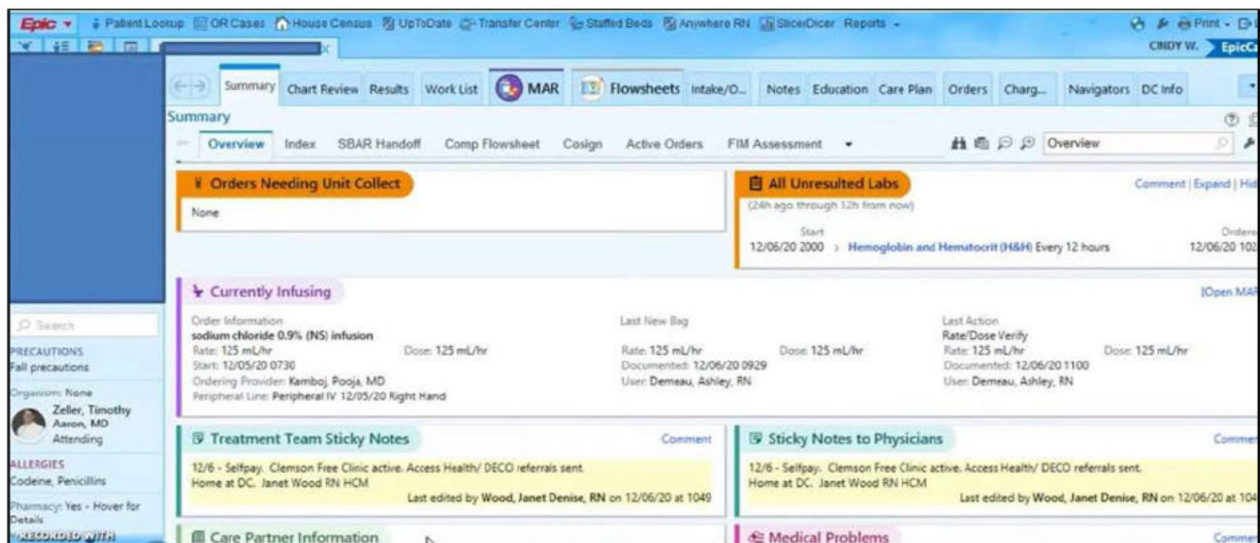 Epic Patient Lookup OR Cases House Census UpToDate Transfer Center Staffed Beds Anywhere RN SlicerDicer Reports Print
CINDY W. EpicCa
Summary Chart Review Results Work List MAR Flowsheets Intake/O... Notes Education Care Plan Orders Charg... Navigators DC Info
Summary
Overview Index SBAR Handoff Comp Flowsheet Cosign Active Orders FIM Assessment Overview
Orders Needing Unit Collect
None
All Unresulted Labs Comment | Expand | Hid
(24h ago through 12h from now)
Start Ordere
12/06/20 2000 > Hemoglobin and Hematocrit (H&H) Every 12 hours 12/06/20 102
Currently Infusing [Open MAR
Order Information Last New Bag Last Action
sodium chloride 0.9% (NS) infusion Rate/Dose Verify
Rate: 125 mL/hr Dose: 125 mL/hr Rate: 125 mL/hr Dose: 125 mL/hr Rate: 125 mL/hr Dose: 125 mL/hr
Start: 12/05/20 0730 Documented: 12/06/20 0929 Documented: 12/06/20 1100
Ordering Provider: Kamboj, Pooja, MD User: Demeau, Ashley, RN User: Demeau, Ashley, RN
Peripheral Line: Peripheral IV 12/05/20 Right Hand
Search
PRECAUTIONS
Fall precautions
Organism: None
Zeller, Timothy
Aaron, MD
Attending
ALLERGIES
Codeine, Penicillins
Pharmacy: Yes - Hover for
Details
RECORDED WITH
Treatment Team Sticky Notes Comment
12/6 - Selfpay. Clemson Free Clinic active. Access Health/ DECO referrals sent.
Home at DC. Janet Wood RN HCM
Last edited by Wood, Janet Denise, RN on 12/06/20 at 1049
Sticky Notes to Physicians Commen
12/6 - Selfpay. Clemson Free Clinic active. Access Health/ DECO referrals sent.
Home at DC. Janet Wood RN HCM
Last edited by Wood, Janet Denise, RN on 12/06/20 at 104
Care Partner Information
Medical Problems Commen